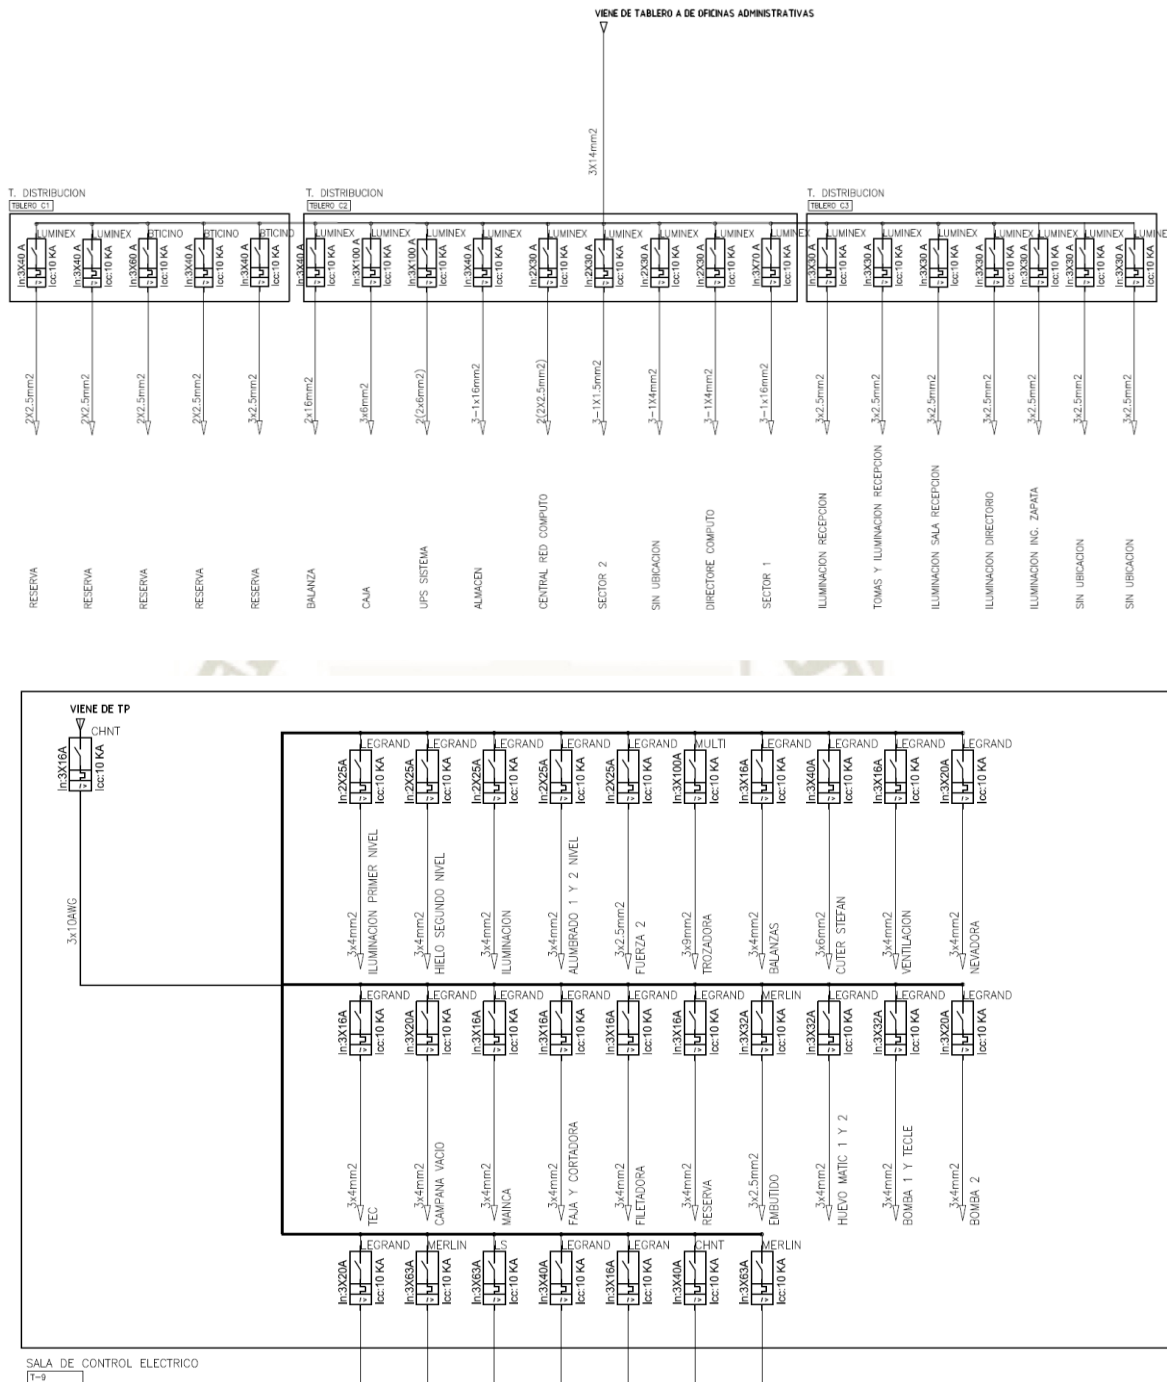 VIENE DE TABLERO A DE OFICINAS ADMINISTRATIVAS
3X14mm2
T. DISTRIBUCION
TBLERO C1
T. DISTRIBUCION
TBLERO C2
T. DISTRIBUCION
TBLERO C3
In:3X40 A LUMINEX Icc:10 KA
In:3X40 A LUMINEX Icc:10 KA
In:3X60 A BTICINO Icc:10 KA
In:3X40 A BTICINO Icc:10 KA
In:3X40 A BTICINO Icc:10 KA
In:3X40 A LUMINEX Icc:10 KA
In:3X100 A LUMINEX Icc:10 KA
In:3X100 A LUMINEX Icc:10 KA
In:3X40 A LUMINEX Icc:10 KA
In:2X30 A LUMINEX Icc:10 KA
In:2X30 A LUMINEX Icc:10 KA
In:2X30 A LUMINEX Icc:10 KA
In:2X30 A LUMINEX Icc:10 KA
In:3X70 A LUMINEX Icc:10 KA
In:3X30 A LUMINEX Icc:10 KA
In:3X30 A LUMINEX Icc:10 KA
In:3X30 A LUMINEX Icc:10 KA
In:3X30 A LUMINEX Icc:10 KA
In:3X30 A LUMINEX Icc:10 KA
In:3X30 A LUMINEX Icc:10 KA
In:3X30 A LUMINE Icc:10 KA
2X2.5mm2
2X2.5mm2
2X2.5mm2
2X2.5mm2
3x2.5mm2
2x16mm2
3x6mm2
2(2x6mm2)
3-1x16mm2
2(2X2.5mm2)
3-1X1.5mm2
3-1X4mm2
3-1X4mm2
3-1x16mm2
3x2.5mm2
3x2.5mm2
3x2.5mm2
3x2.5mm2
3x2.5mm2
3x2.5mm2
3x2.5mm2
RESERVA
RESERVA
RESERVA
RESERVA
RESERVA
BALANZA
CAJA
UPS SISTEMA
ALMACEN
CENTRAL RED COMPUTO
SECTOR 2
SIN UBICACION
DIRECTORE COMPUTO
SECTOR 1
ILUMINACION RECEPCION
TOMAS Y ILUMINACION RECEPCION
ILUMINACION SALA RECEPCION
ILUMINACION DIRECTORIO
ILUMINACION ING. ZAPATA
SIN UBICACION
SIN UBICACION
VIENE DE TP
In:3X16A CHNT Icc:10 KA
3x10AWG
In:2X25A LEGRAND Icc:10 KA
In:2X25A LEGRAND Icc:10 KA
In:2X25A LEGRAND Icc:10 KA
In:2X25A LEGRAND Icc:10 KA
In:2X25A LEGRAND Icc:10 KA
In:3X100A MULTI Icc:10 KA
In:3X16A LEGRAND Icc:10 KA
In:3X40A LEGRAND Icc:10 KA
In:3X16A LEGRAND Icc:10 KA
In:3X20A LEGRAND Icc:10 KA
3x4mm2 ILUMINACION PRIMER NIVEL
3x4mm2 HIELO SEGUNDO NIVEL
3x4mm2 ILUMINACION
3x4mm2 ALUMBRADO 1 Y 2 NIVEL
3x2.5mm2 FUERZA 2
3x9mm2 TROZADORA
3x4mm2 BALANZAS
3x6mm2 CUTER STEFAN
3x4mm2 VENTILACION
3x4mm2 NEVADORA
In:3X16A LEGRAND Icc:10 KA
In:3X20A LEGRAND Icc:10 KA
In:3X16A LEGRAND Icc:10 KA
In:3X16A LEGRAND Icc:10 KA
In:3X16A LEGRAND Icc:10 KA
In:3X16A LEGRAND Icc:10 KA
In:3X32A MERLIN Icc:10 KA
In:3X32A LEGRAND Icc:10 KA
In:3X32A LEGRAND Icc:10 KA
In:3X20A LEGRAND Icc:10 KA
3x4mm2 TEC
3x4mm2 CAMPANA VACIO
3x4mm2 MAINCA
3x4mm2 FAJA Y CORTADORA
3x4mm2 FILETADORA
3x4mm2 RESERVA
3x2.5mm2 EMBUTIDO
3x4mm2 HUEVO MATIC 1 Y 2
3x4mm2 BOMBA 1 Y TECLE
3x4mm2 BOMBA 2
In:3X20A LEGRAND Icc:10 KA
In:3X63A MERLIN Icc:10 KA
In:3X63A LS Icc:10 KA
In:3X40A LEGRAND Icc:10 KA
In:3X16A LEGRAN Icc:10 KA
In:3X40A CHNT Icc:10 KA
In:3X63A MERLIN Icc:10 KA
SALA DE CONTROL ELECTRICO
T-9